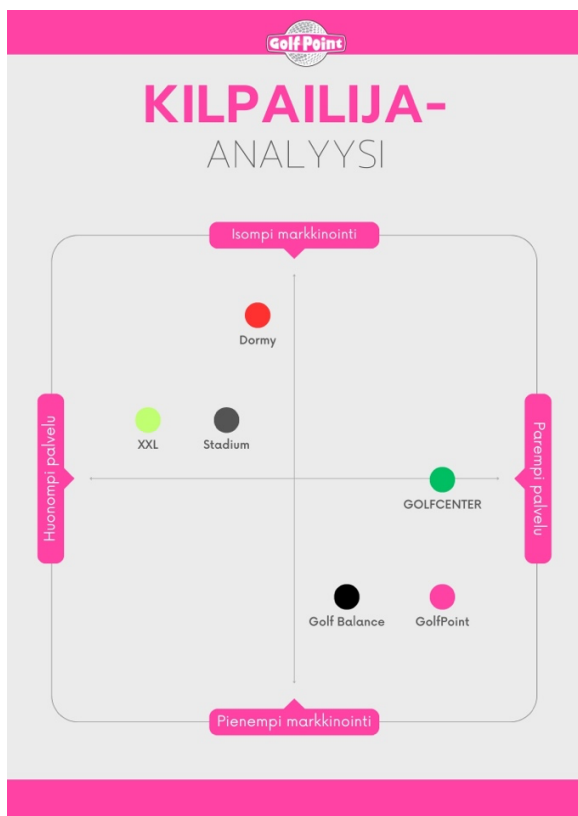 Golf Point
KILPAILIJA-
ANALYYSI
Isompi markkinointi
Dormy
XXL
Stadium
Huonompi palvelu
Parempi palvelu
GOLFCENTER
Golf Balance
GolfPoint
Pienempi markkinointi